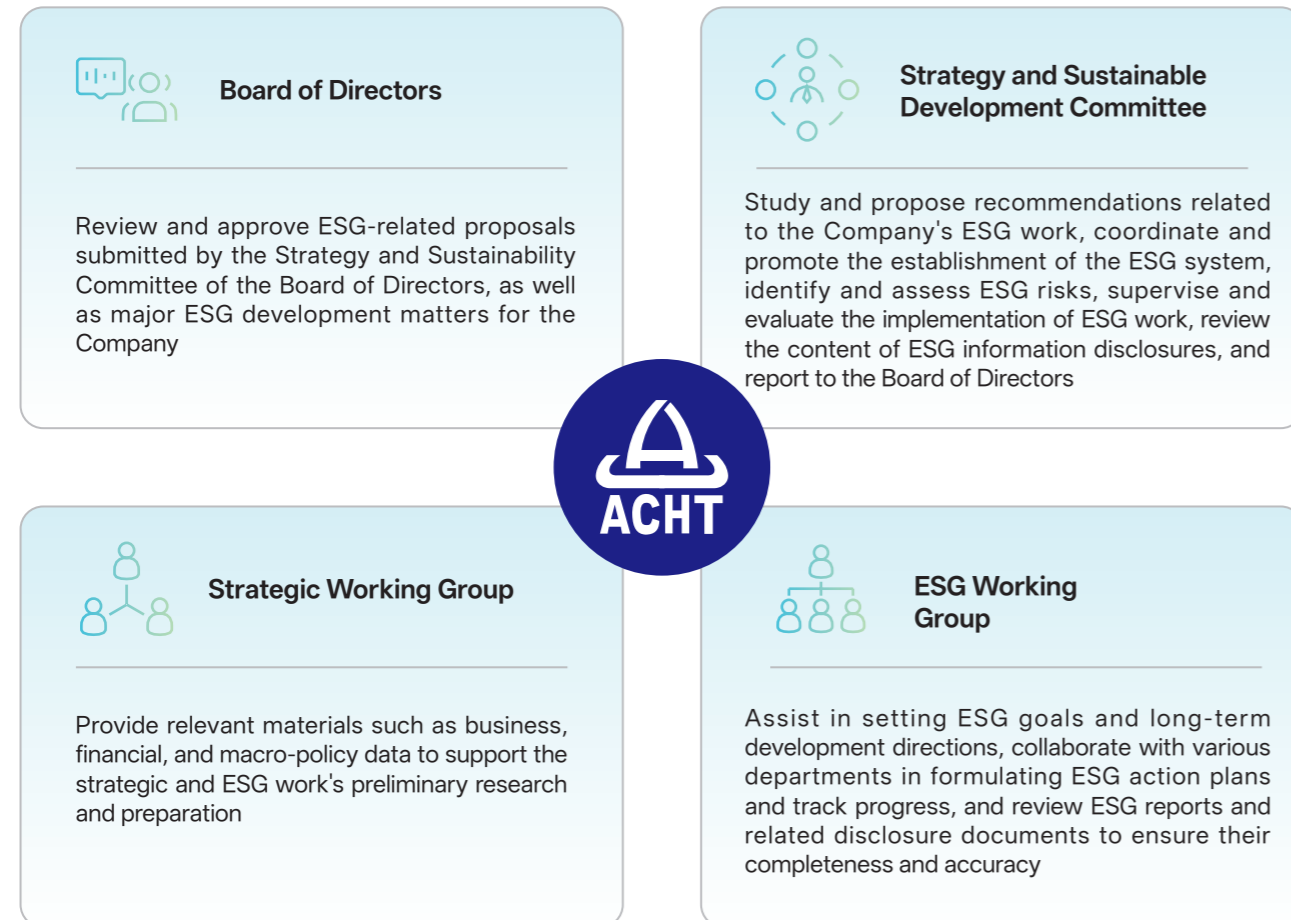 Board of Directors
Review and approve ESG-related proposals
submitted by the Strategy and Sustainability
Committee of the Board of Directors, as well
as major ESG development matters for the
Company
Strategy and Sustainable
Development Committee
Study and propose recommendations related
to the Company's ESG work, coordinate and
promote the establishment of the ESG system,
identify and assess ESG risks, supervise and
evaluate the implementation of ESG work, review
the content of ESG information disclosures, and
report to the Board of Directors
ACHT
Strategic Working Group
Provide relevant materials such as business,
financial, and macro-policy data to support the
strategic and ESG work's preliminary research
and preparation
ESG Working
Group
Assist in setting ESG goals and long-term
development directions, collaborate with various
departments in formulating ESG action plans
and track progress, and review ESG reports and
related disclosure documents to ensure their
completeness and accuracy